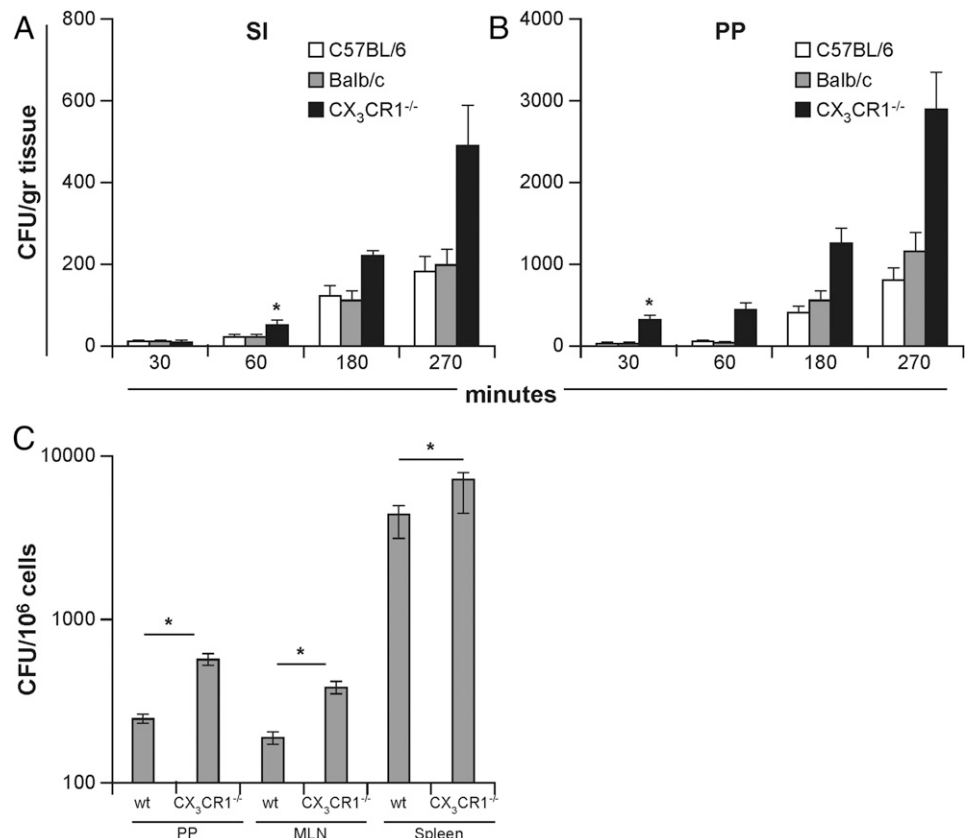 A
SI
CFU/gr tissue
800
600
400
200
0
C57BL/6
Balb/c
CX₃CR1⁻/⁻
*
30 60 180 270
B
PP
4000
3000
2000
1000
0
C57BL/6
Balb/c
CX₃CR1⁻/⁻
*
30 60 180 270
minutes
C
CFU/10⁶ cells
10000
1000
100
*
*
*
wt CX₃CR1⁻/⁻ wt CX₃CR1⁻/⁻ wt CX₃CR1⁻/⁻
PP MLN Spleen